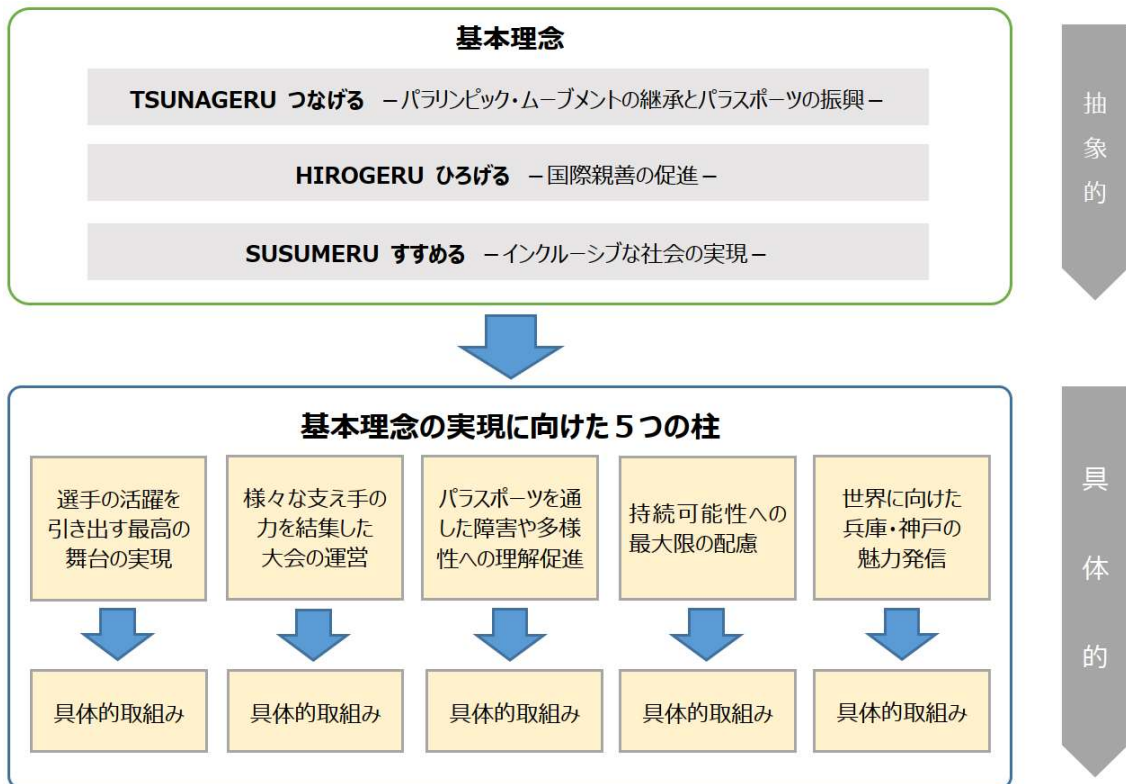 基本理念
TSUNAGERU つなげる －パラリンピック・ムーブメントの継承とパラスポーツの振興－
HIROGERU ひろげる －国際親善の促進－
SUSUMERU すすめる －インクルーシブな社会の実現－
抽象的
基本理念の実現に向けた５つの柱
選手の活躍を
引き出す最高の
舞台の実現
様々な支え手の
力を結集した
大会の運営
パラスポーツを通
した障害や多様
性への理解促進
持続可能性への
最大限の配慮
世界に向けた
兵庫・神戸の
魅力発信
具体的取組み
具体的取組み
具体的取組み
具体的取組み
具体的取組み
具体的